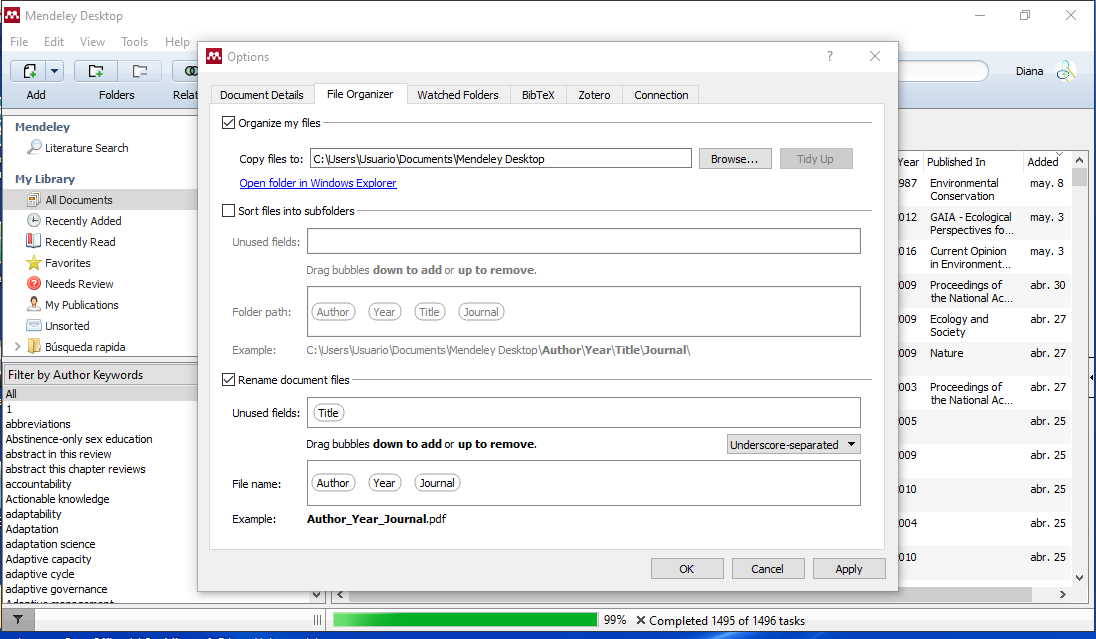 Mendeley Desktop
File Edit View Tools Help
Add Folders Relat
Diana
Mendeley
Literature Search
My Library
All Documents
Recently Added
Recently Read
Favorites
Needs Review
My Publications
Unsorted
Búsqueda rapida
Filter by Author Keywords
All
1
abbreviations
Abstinence-only sex education
abstract in this review
abstract this chapter reviews
accountability
Actionable knowledge
adaptability
Adaptation
adaptation science
Adaptive capacity
adaptive cycle
adaptive governance
Adaptive management
Options ?
Document Details File Organizer Watched Folders BibTeX Zotero Connection
Organize my files
Copy files to: C:\Users\Usuario\Documents\Mendeley Desktop Browse... Tidy Up
Open folder in Windows Explorer
Sort files into subfolders
Unused fields:
Drag bubbles down to add or up to remove.
Folder path: Author Year Title Journal
Example: C:\Users\Usuario\Documents\Mendeley Desktop\Author\Year\Title\Journal\
Rename document files
Unused fields: Title
Drag bubbles down to add or up to remove. Underscore-separated
File name: Author Year Journal
Example: Author_Year_Journal.pdf
OK Cancel Apply
Year Published In Added
987 Environmental may. 8
Conservation
012 GAIA - Ecological may. 3
Perspectives fo...
016 Current Opinion may. 3
in Environment...
009 Proceedings of abr. 30
the National Ac...
009 Ecology and abr. 27
Society
009 Nature abr. 27
003 Proceedings of abr. 27
the National Ac...
005 abr. 25
009 abr. 25
010 abr. 25
004 abr. 25
010 abr. 25
99% Completed 1495 of 1496 tasks